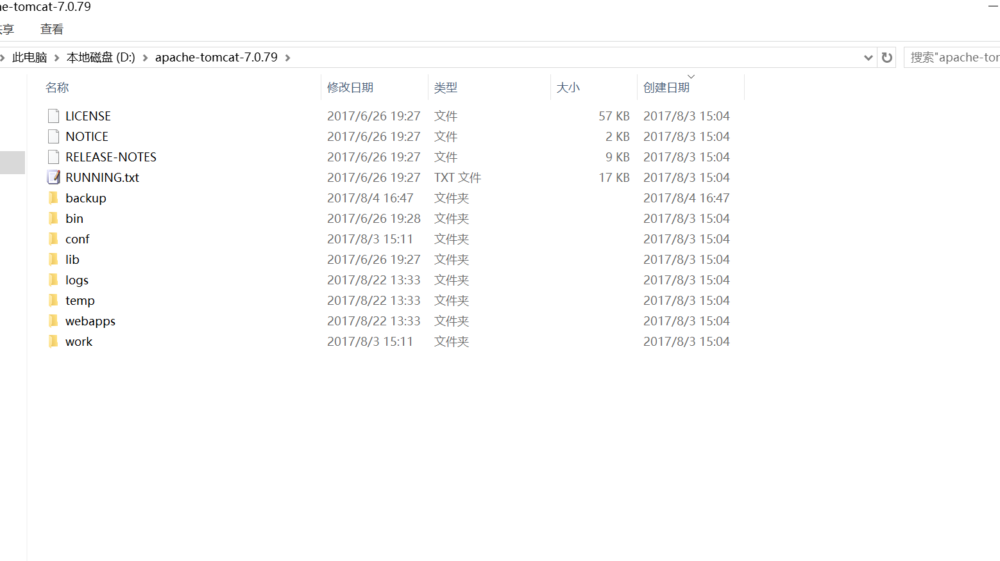 he-tomcat-7.0.79
共享 查看
此电脑 本地磁盘 (D:) apache-tomcat-7.0.79 搜索"apache-tom
名称 修改日期 类型 大小 创建日期
LICENSE 2017/6/26 19:27 文件 57 KB 2017/8/3 15:04
NOTICE 2017/6/26 19:27 文件 2 KB 2017/8/3 15:04
RELEASE-NOTES 2017/6/26 19:27 文件 9 KB 2017/8/3 15:04
RUNNING.txt 2017/6/26 19:27 TXT 文件 17 KB 2017/8/3 15:04
backup 2017/8/4 16:47 文件夹 2017/8/4 16:47
bin 2017/6/26 19:28 文件夹 2017/8/3 15:04
conf 2017/8/3 15:11 文件夹 2017/8/3 15:04
lib 2017/6/26 19:27 文件夹 2017/8/3 15:04
logs 2017/8/22 13:33 文件夹 2017/8/3 15:04
temp 2017/8/22 13:33 文件夹 2017/8/3 15:04
webapps 2017/8/22 13:33 文件夹 2017/8/3 15:04
work 2017/8/3 15:11 文件夹 2017/8/3 15:04